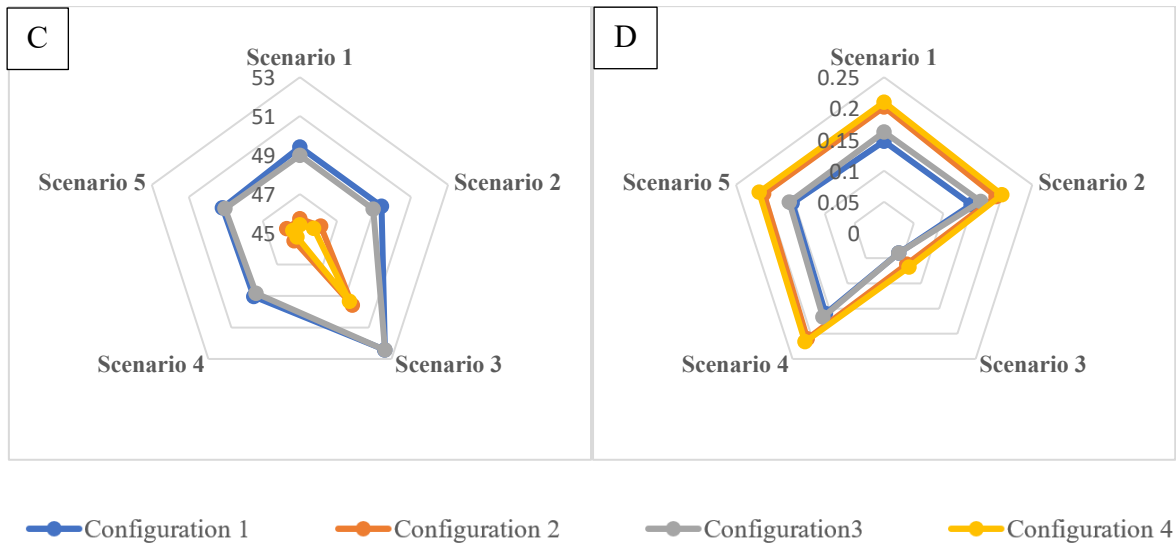 C
Scenario 1
53
51
49
47
45
Scenario 5
Scenario 2
Scenario 4
Scenario 3
D
Scenario 1
0.25
0.2
0.15
0.1
0.05
0
Scenario 5
Scenario 2
Scenario 4
Scenario 3
Configuration 1
Configuration 2
Configuration3
Configuration 4